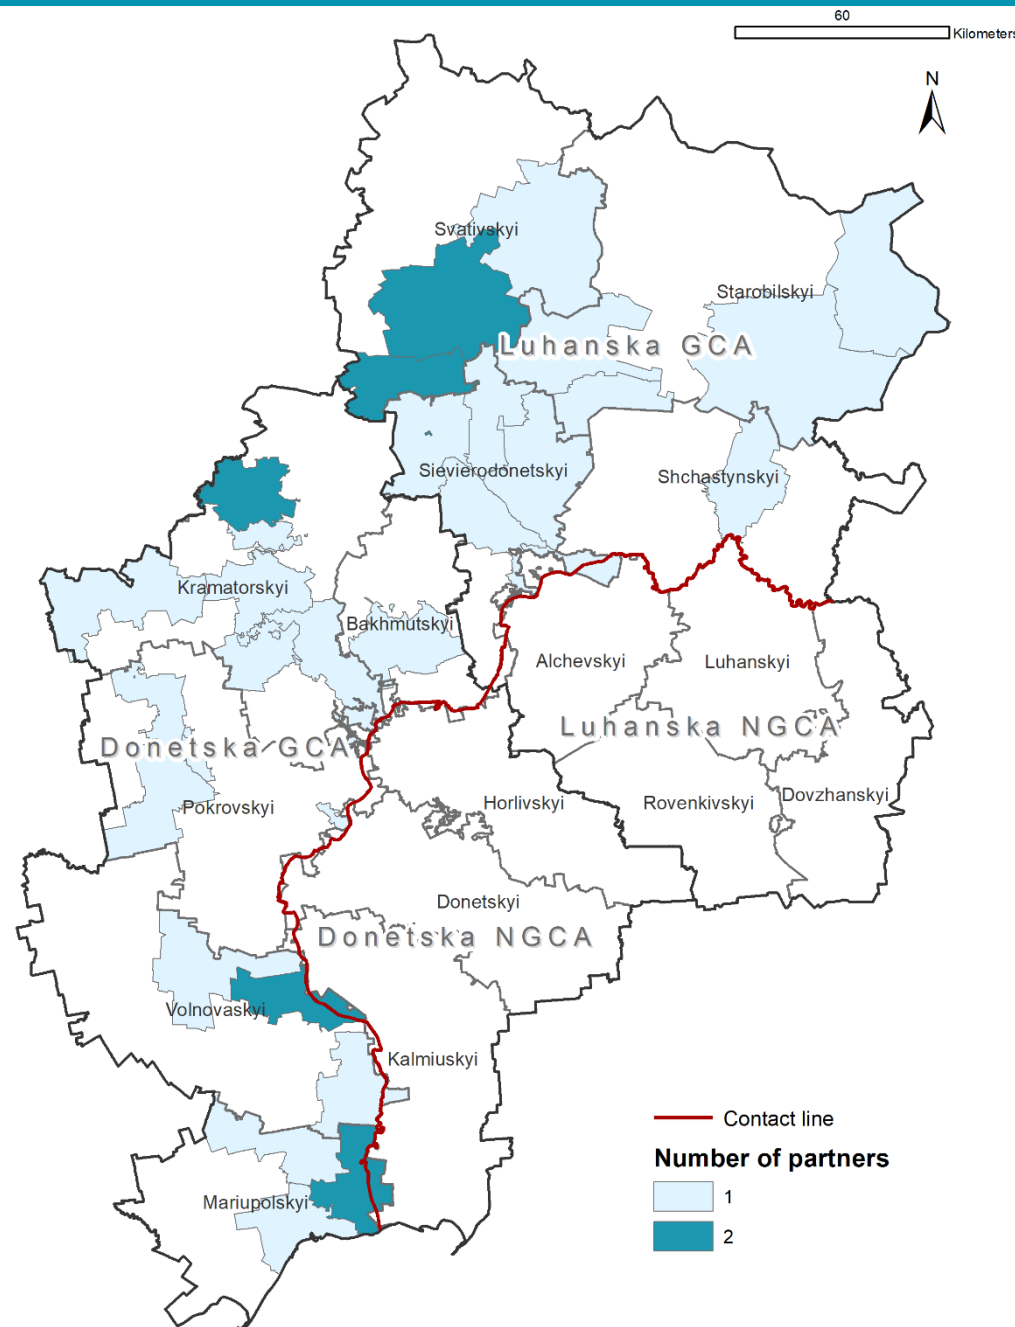 60
Kilometers
N
Svativskyi
Starobilskyi
Luhanska GCA
Sievierodonetskyi
Shchastynskyi
Kramatorskyi
Bakhmutskyi
Alchevskyi
Luhanskyi
Luhanska NGCA
Donetska GCA
Horlivskyi
Rovenkivskyi
Dovzhanskyi
Pokrovskyi
Donetskyi
Donetska NGCA
Volnovaskyi
Kalmiuskyi
Contact line
Number of partners
1
Mariupolskyi
2